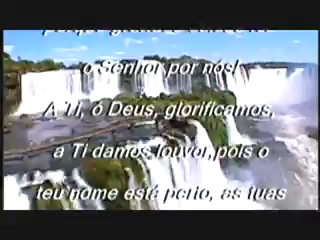 o Senhor por nós!
A Ti, ó Deus, glorificamos,
a Ti damos louvor,pois o
teu nome está perto, as tuas